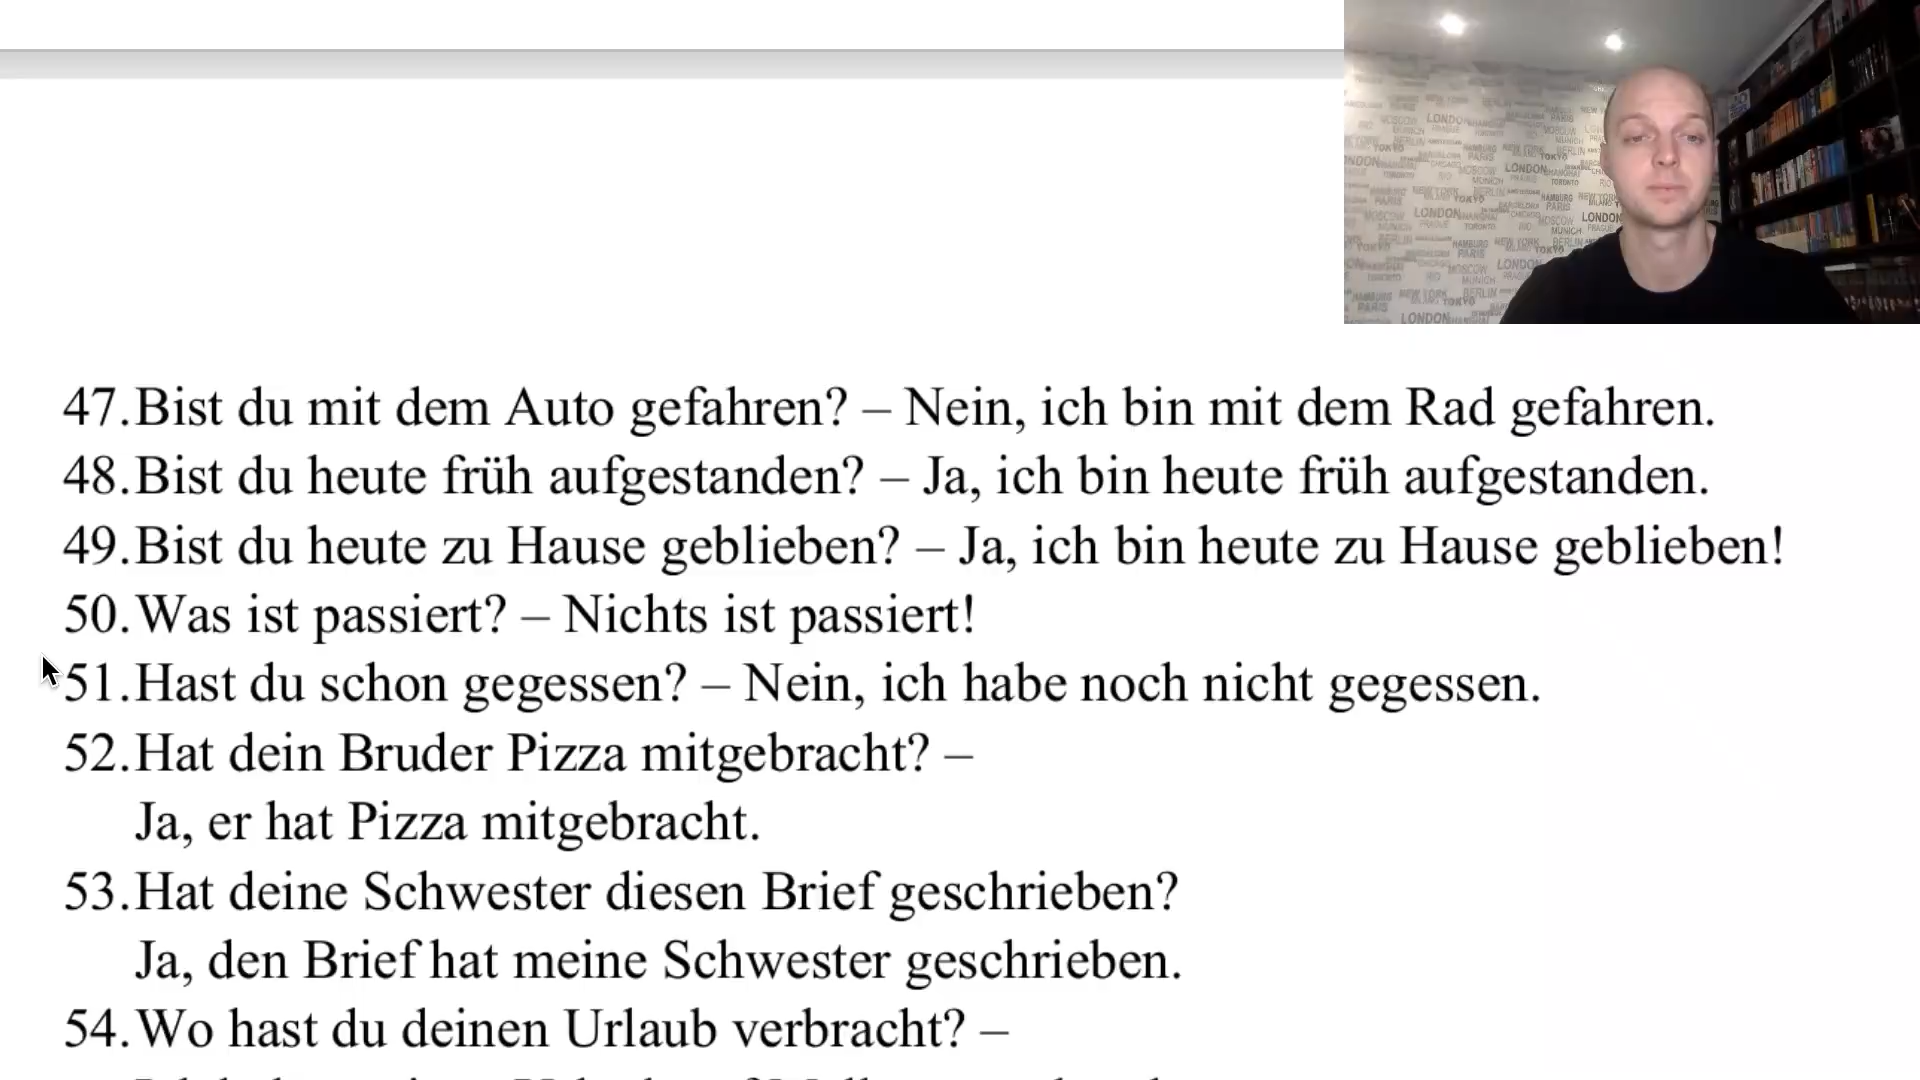 47. Bist du mit dem Auto gefahren? – Nein, ich bin mit dem Rad gefahren.
48. Bist du heute früh aufgestanden? – Ja, ich bin heute früh aufgestanden.
49. Bist du heute zu Hause geblieben? – Ja, ich bin heute zu Hause geblieben!
50. Was ist passiert? – Nichts ist passiert!
51. Hast du schon gegessen? – Nein, ich habe noch nicht gegessen.
52. Hat dein Bruder Pizza mitgebracht? –
Ja, er hat Pizza mitgebracht.
53. Hat deine Schwester diesen Brief geschrieben?
Ja, den Brief hat meine Schwester geschrieben.
54. Wo hast du deinen Urlaub verbracht? –